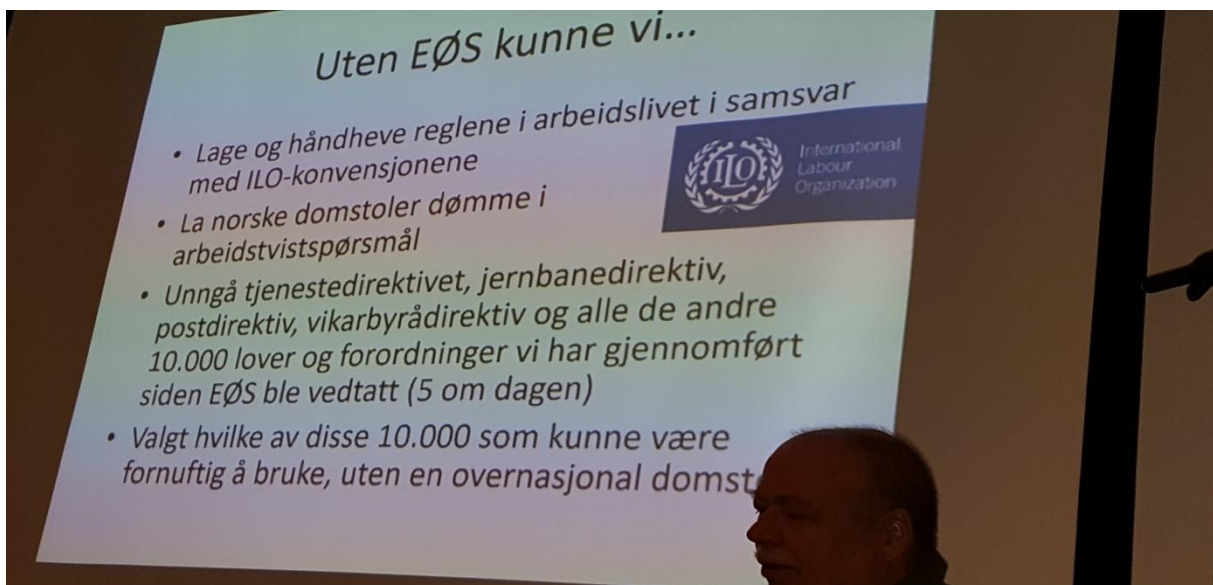 Uten EØS kunne vi...
• Lage og håndheve reglene i arbeidslivet i samsvar
med ILO-konvensjonene
ILO
International
Labour
Organization
• La norske domstoler dømme i
arbeidstvistspørsmål
• Unngå tjenestedirektivet, jernbanedirektiv,
postdirektiv, vikarbyrådirektiv og alle de andre
10.000 lover og forordninger vi har gjennomført
siden EØS ble vedtatt (5 om dagen)
• Valgt hvilke av disse 10.000 som kunne være
fornuftig å bruke, uten en overnasjonal